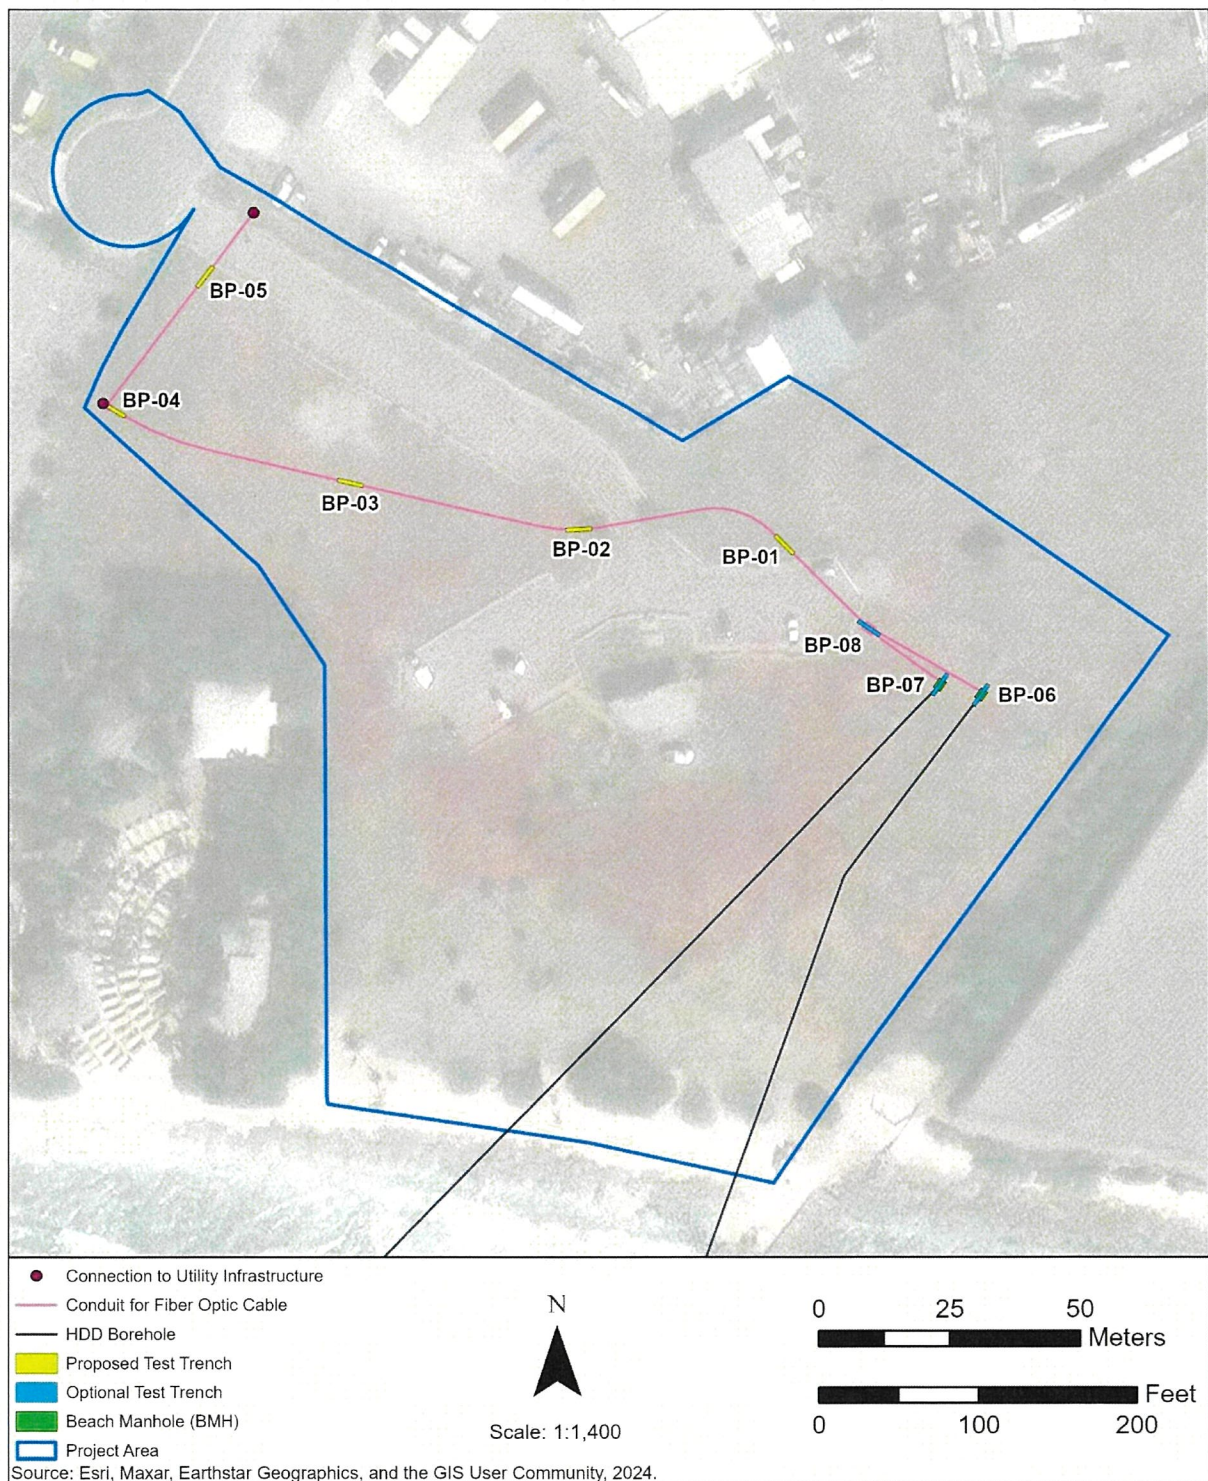 BP-05
BP-04
BP-03
BP-02
BP-01
BP-08
BP-07
BP-06
Connection to Utility Infrastructure
Conduit for Fiber Optic Cable
HDD Borehole
Proposed Test Trench
Optional Test Trench
Beach Manhole (BMH)
Project Area
N
Scale: 1:1,400
0 25 50
Meters
Feet
0 100 200
Source: Esri, Maxar, Earthstar Geographics, and the GIS User Community, 2024.